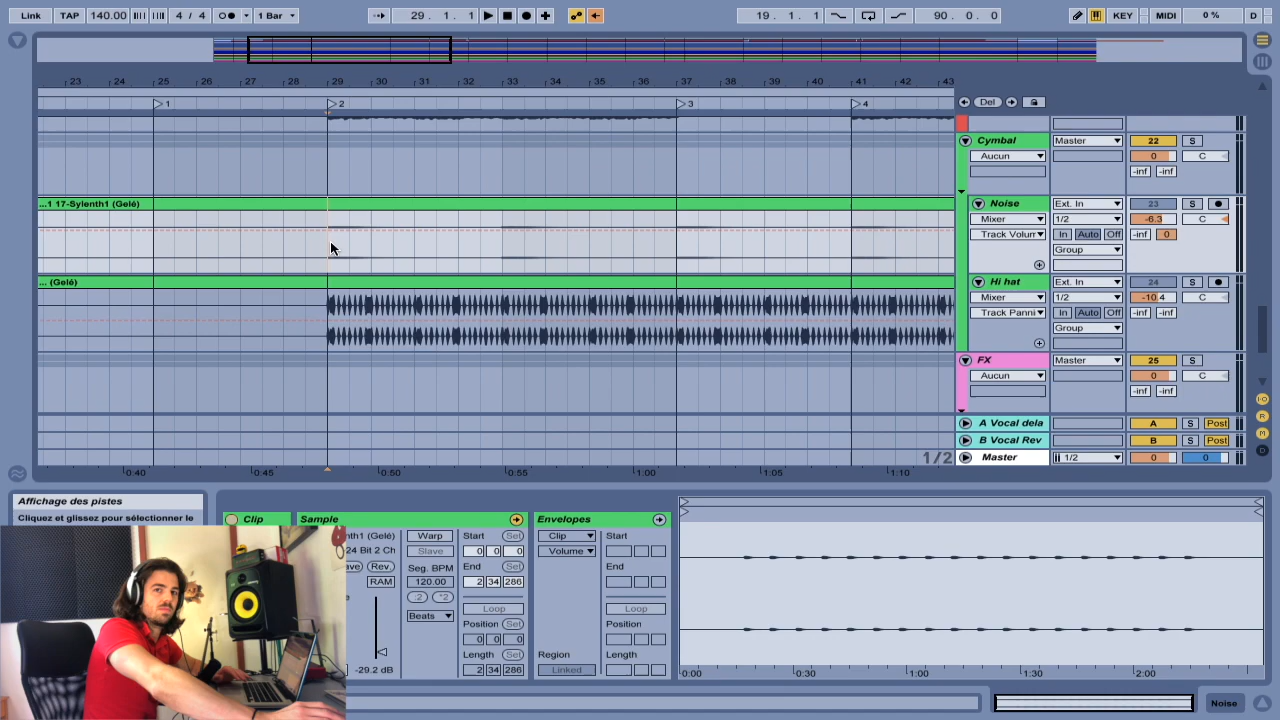 Link TAP 140.00 4 / 4 1 Bar 29. 1. 1 19. 1. 1 90. 0. 0 KEY MIDI 0 % D
23 24 25 26 27 28 29 30 31 32 33 34 35 36 37 38 39 40 41 42 43
1 2 3 4 Del
Cymbal Master 22 S
Aucun 0 C
-inf -inf
...1 17-Sylenth1 (Gelé) Noise Ext. In 23 S
Mixer 1/2 -6.3 C
Track Volum In Auto Off -inf 0
Group
(Gelé) Hi hat Ext. In 24 S
Mixer 1/2 -10.4 C
Track Panni In Auto Off -inf -inf
Group
FX Master 25 S
Aucun 0 C
-inf -inf
A Vocal dela A S Post
B Vocal Rev B S Post
1/2 Master 1/2 0 0
0:40 0:45 0:50 0:55 1:00 1:05 1:10
Affichage des pistes
Cliquez et glissez pour sélectionner le
Clip Sample Envelopes
nth1 (Gelé) Warp Start Set Clip Start
24 Bit 2 Ch Slave 0 0 0 Volume
ave Rev. Seg. BPM End Set End
RAM 120.00 2 34 286
:2 *2 Loop Loop
Beats Position Set Position
0 0 0
Length Set Region Length
-29.2 dB 2 34 286 Linked
0:00 0:30 1:00 1:30 2:00
Noise